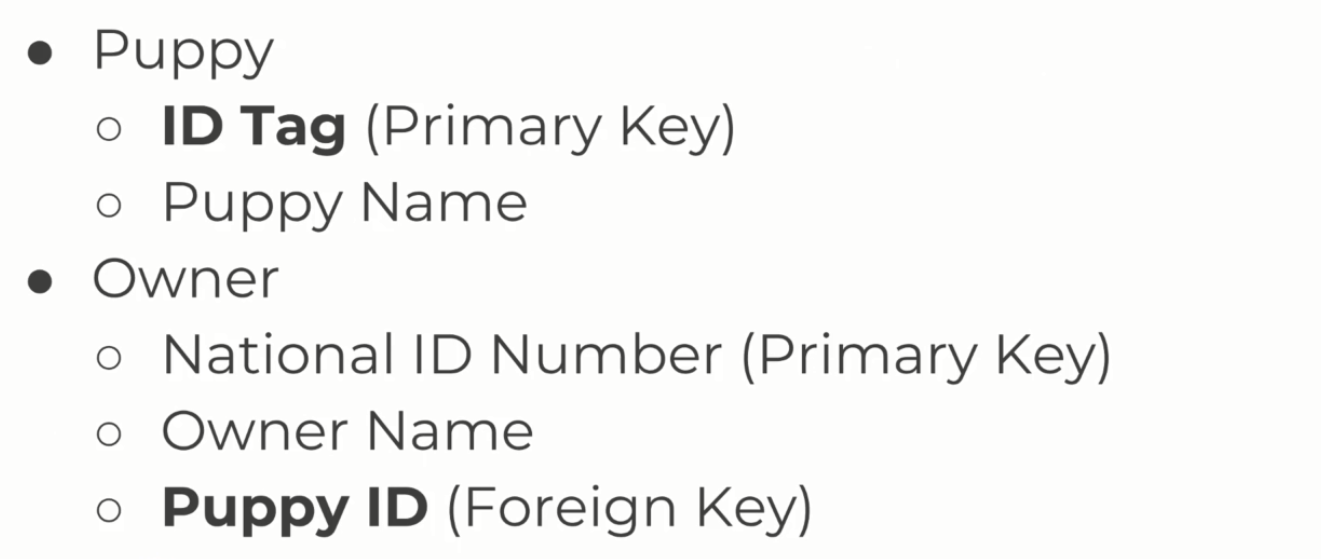 ● Puppy
○ ID Tag (Primary Key)
○ Puppy Name
● Owner
○ National ID Number (Primary Key)
○ Owner Name
○ Puppy ID (Foreign Key)